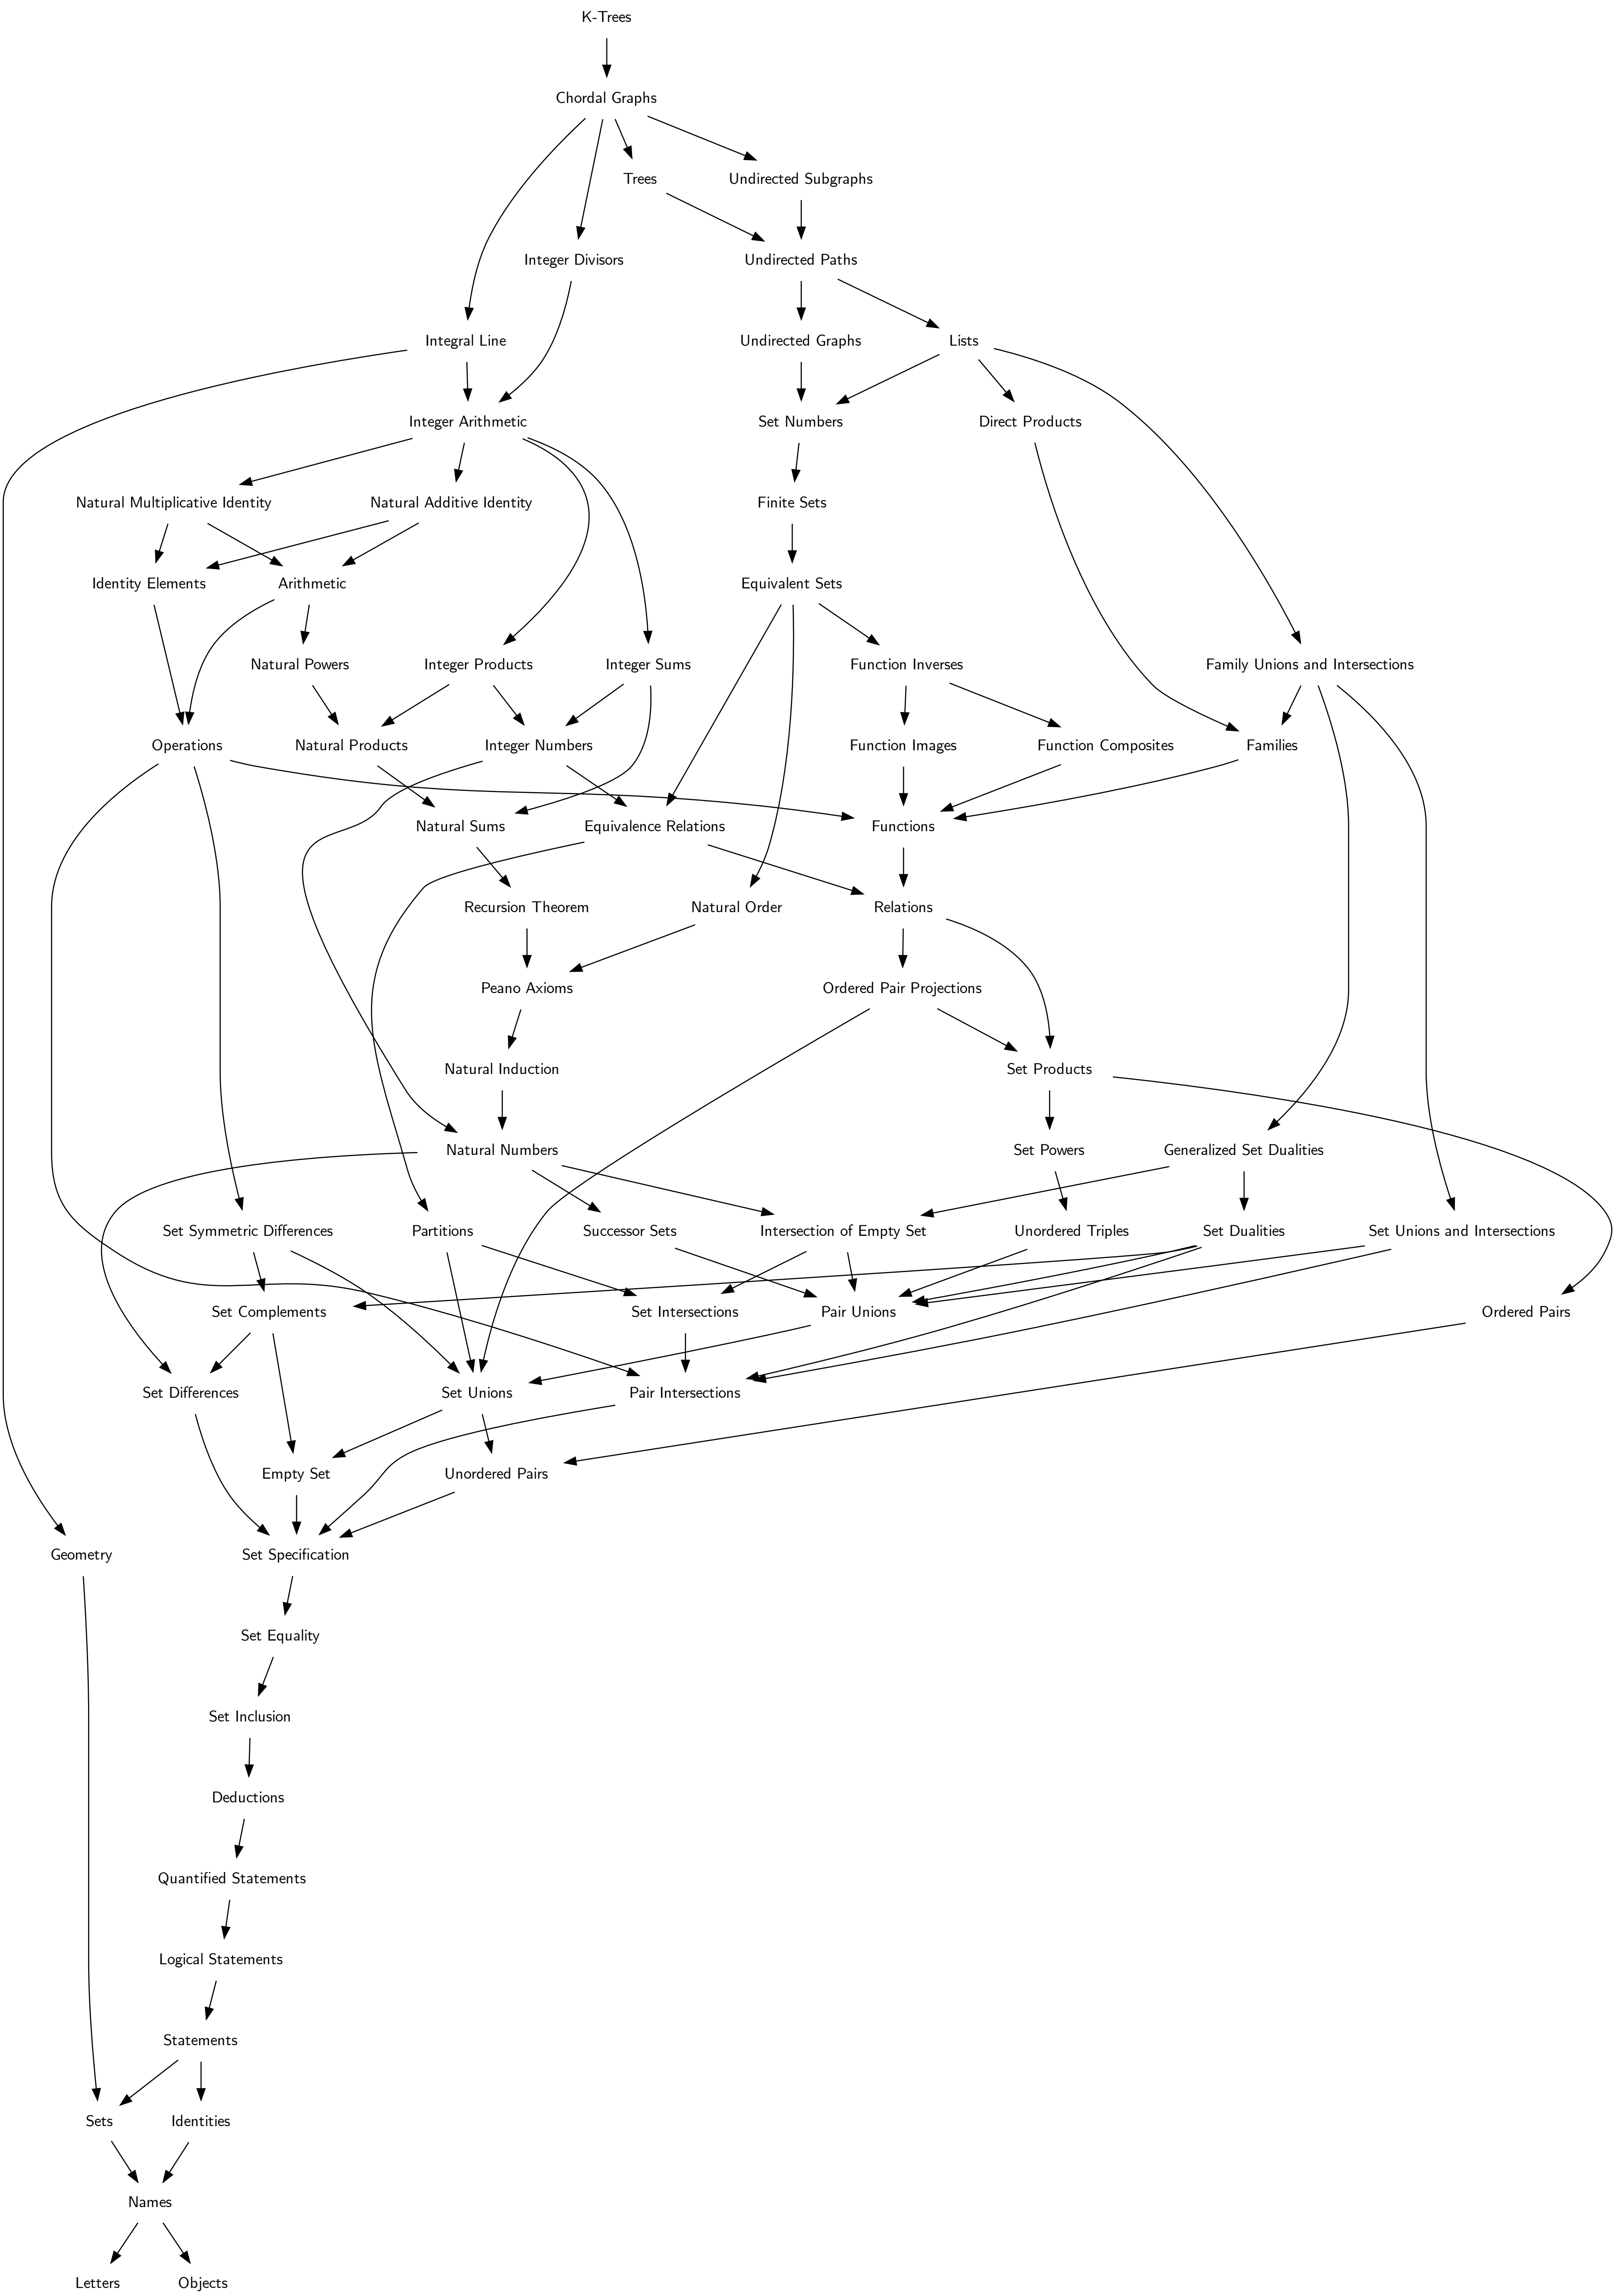 K-Trees
Chordal Graphs
Trees
Undirected Subgraphs
Integer Divisors
Undirected Paths
Integral Line
Undirected Graphs
Lists
Integer Arithmetic
Set Numbers
Direct Products
Natural Multiplicative Identity
Natural Additive Identity
Finite Sets
Identity Elements
Arithmetic
Equivalent Sets
Natural Powers
Integer Products
Integer Sums
Function Inverses
Family Unions and Intersections
Operations
Natural Products
Integer Numbers
Function Images
Function Composites
Families
Natural Sums
Equivalence Relations
Functions
Recursion Theorem
Natural Order
Relations
Peano Axioms
Ordered Pair Projections
Natural Induction
Set Products
Natural Numbers
Set Powers
Generalized Set Dualities
Set Symmetric Differences
Partitions
Successor Sets
Intersection of Empty Set
Unordered Triples
Set Dualities
Set Unions and Intersections
Set Complements
Set Intersections
Pair Unions
Ordered Pairs
Set Differences
Set Unions
Pair Intersections
Empty Set
Unordered Pairs
Geometry
Set Specification
Set Equality
Set Inclusion
Deductions
Quantified Statements
Logical Statements
Statements
Sets
Identities
Names
Letters
Objects